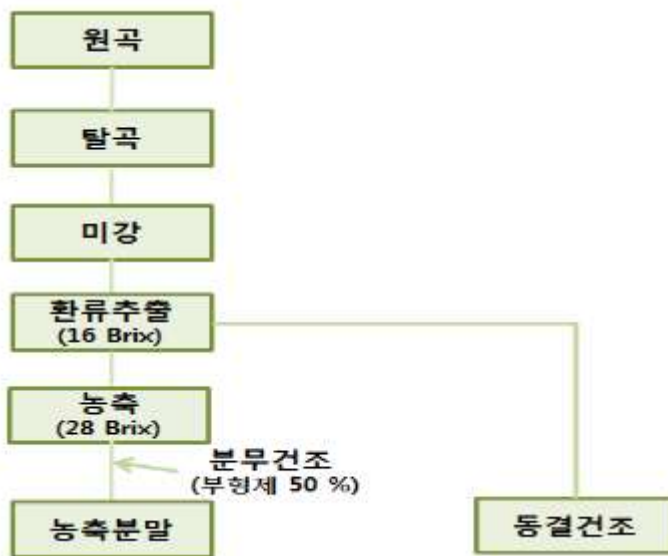 원곡
탈곡
미강
환류추출
(16 Brix)
농축
(28 Brix)
분무건조
(부형제 50 %)
농축분말
동결건조